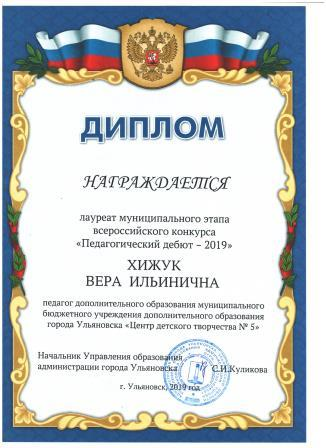 ДИПЛОМ
НАГРАЖДАЕТСЯ
лауреат муниципального этапа
всероссийского конкурса
«Педагогический дебют – 2019»
ХИЖУК
ВЕРА ИЛЬИНИЧНА
педагог дополнительного образования муниципального
бюджетного учреждения дополнительного образования
города Ульяновска «Центр детского творчества № 5»
Начальник Управления образования
администрации города Ульяновска С.И.Куликова
г. Ульяновск, 2019 год